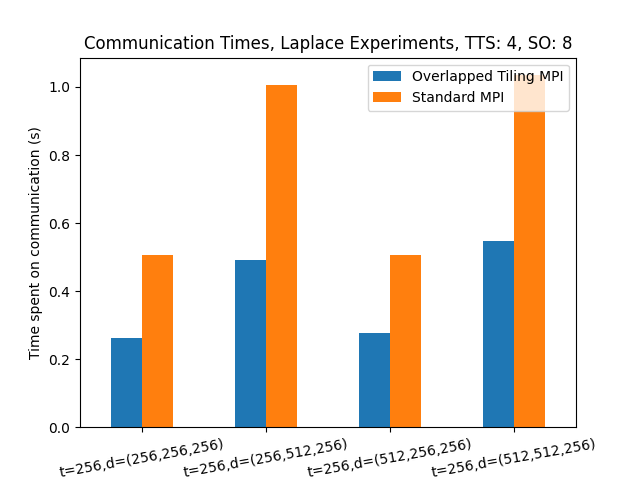 Communication Times, Laplace Experiments, TTS: 4, SO: 8
Overlapped Tiling MPI
Standard MPI
Time spent on communication (s)
1.0
0.8
0.6
0.4
0.2
0.0
t=256,d=(256,256,256)
t=256,d=(256,512,256)
t=256,d=(512,256,256)
t=256,d=(512,512,256)